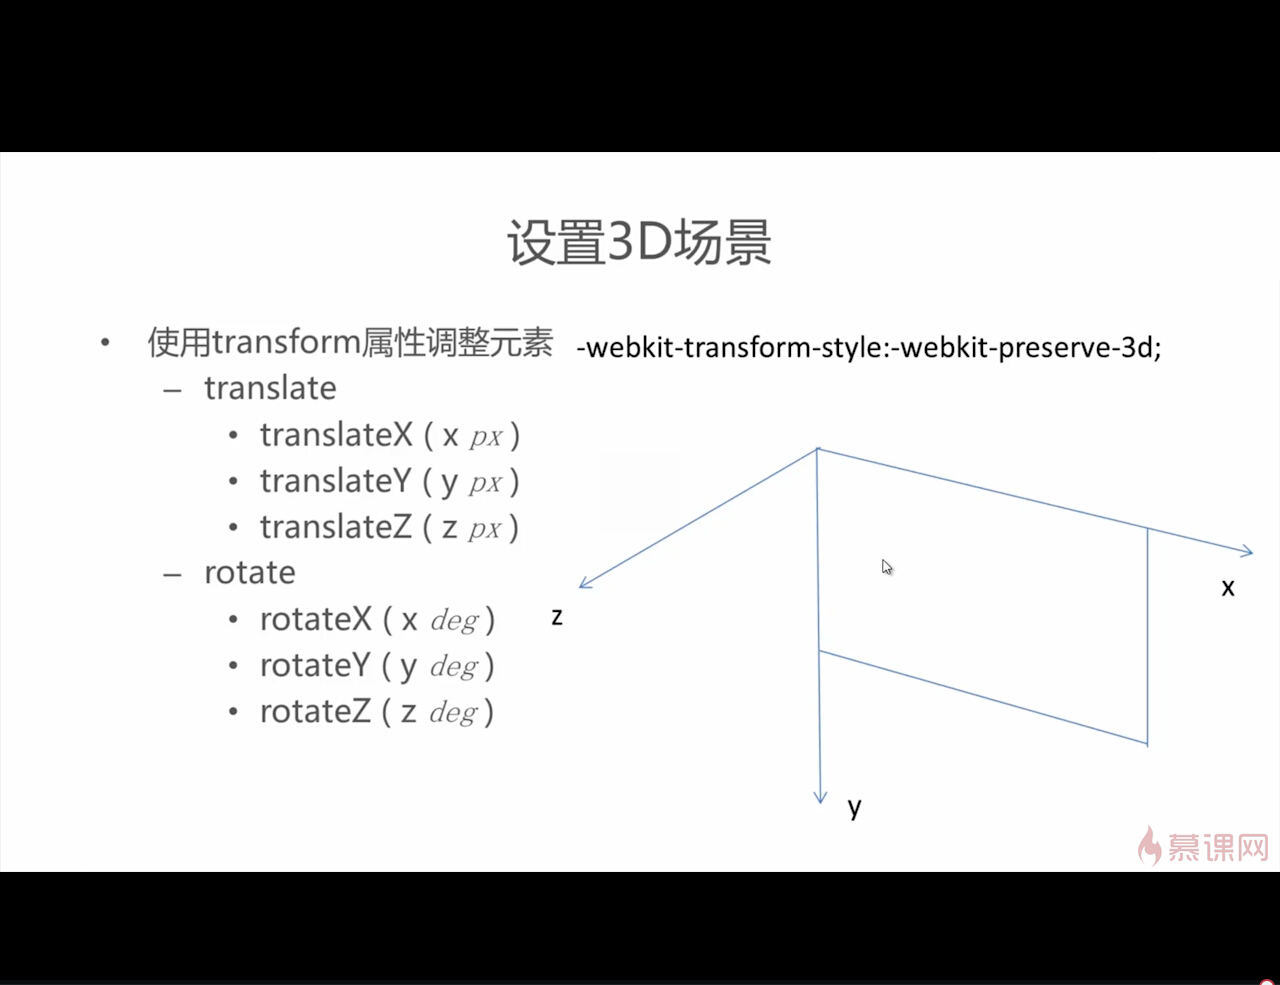 设置3D场景
• 使用transform属性调整元素 -webkit-transform-style:-webkit-preserve-3d;
– translate
• translateX ( x px )
• translateY ( y px )
• translateZ ( z px )
– rotate
• rotateX ( x deg )
• rotateY ( y deg )
• rotateZ ( z deg )
x
z
y
慕课网